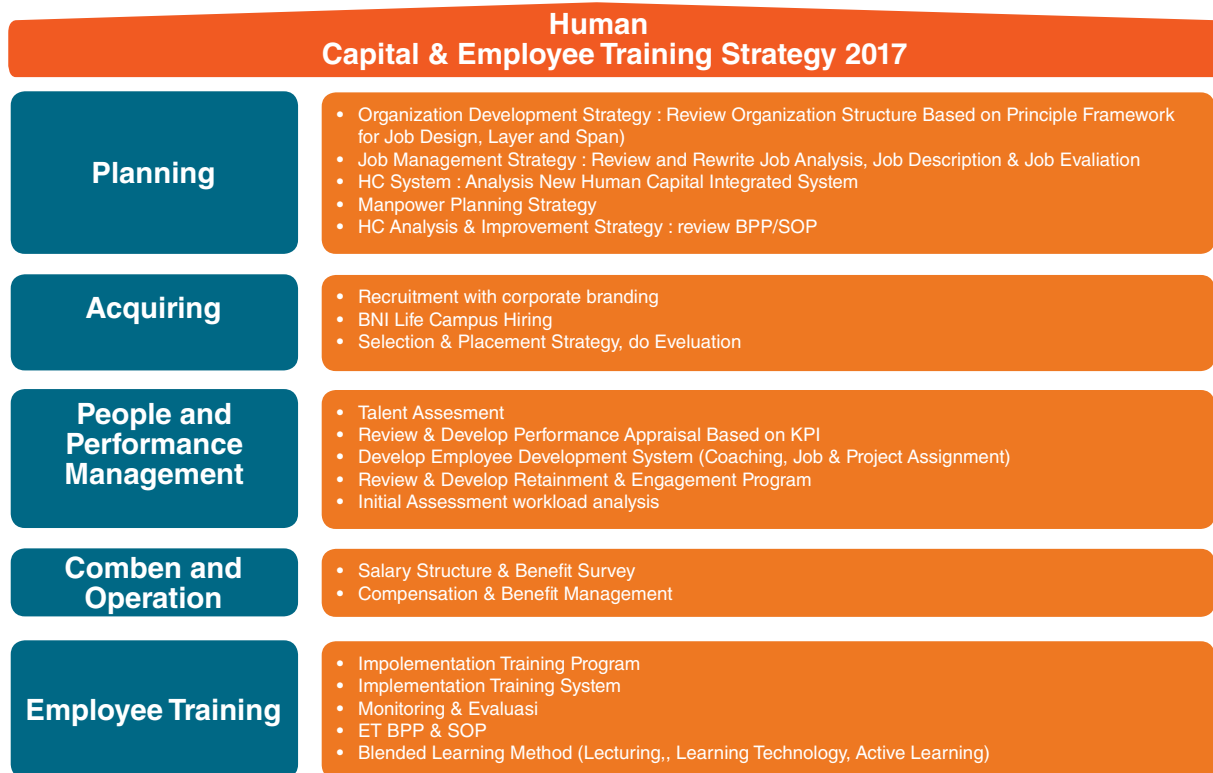 Human
Capital & Employee Training Strategy 2017
Planning
• Organization Development Strategy : Review Organization Structure Based on Principle Framework
for Job Design, Layer and Span)
• Job Management Strategy : Review and Rewrite Job Analysis, Job Description & Job Evaliation
• HC System : Analysis New Human Capital Integrated System
• Manpower Planning Strategy
• HC Analysis & Improvement Strategy : review BPP/SOP
Acquiring
• Recruitment with corporate branding
• BNI Life Campus Hiring
• Selection & Placement Strategy, do Eveluation
People and
Performance
Management
• Talent Assesment
• Review & Develop Performance Appraisal Based on KPI
• Develop Employee Development System (Coaching, Job & Project Assignment)
• Review & Develop Retainment & Engagement Program
• Initial Assessment workload analysis
Comben and
Operation
• Salary Structure & Benefit Survey
• Compensation & Benefit Management
Employee Training
• Impolementation Training Program
• Implementation Training System
• Monitoring & Evaluasi
• ET BPP & SOP
• Blended Learning Method (Lecturing,, Learning Technology, Active Learning)